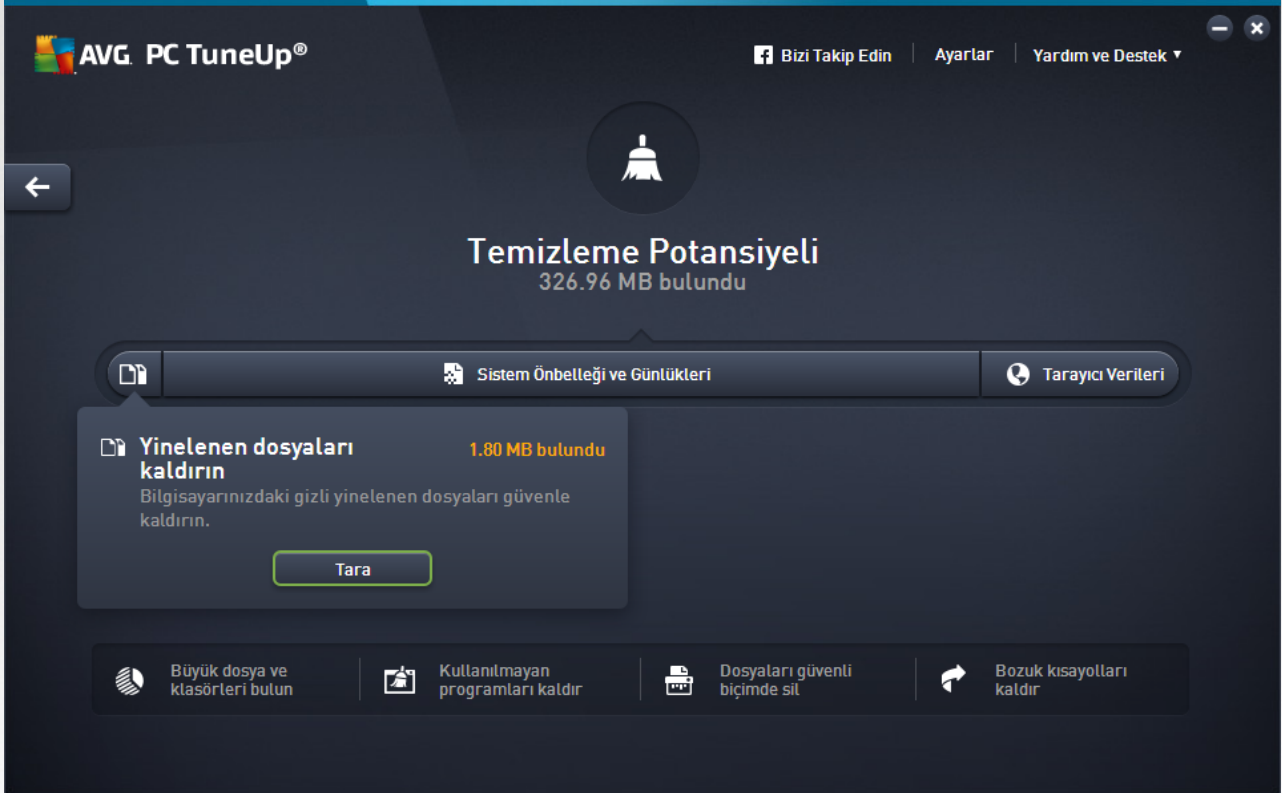 AVG PC TuneUp®
Bizi Takip Edin
Ayarlar
Yardım ve Destek
Temizleme Potansiyeli
326.96 MB bulundu
Sistem Önbelleği ve Günlükleri
Tarayıcı Verileri
Yinelenen dosyaları
kaldırın
1.80 MB bulundu
Bilgisayarınızdaki gizli yinelenen dosyaları güvenle
kaldırın.
Tara
Büyük dosya ve
klasörleri bulun
Kullanılmayan
programları kaldır
Dosyaları güvenli
biçimde sil
Bozuk kısayolları
kaldır